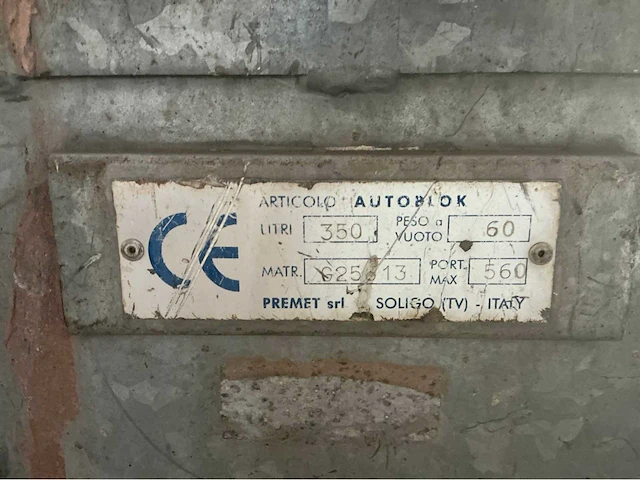 CE
ARTICOLO AUTOBLOK
LITRI 350 PESO a VUOTO 60
MATR. PORT. MAX 560
PREMET srl SOLIGO (TV) - ITALY